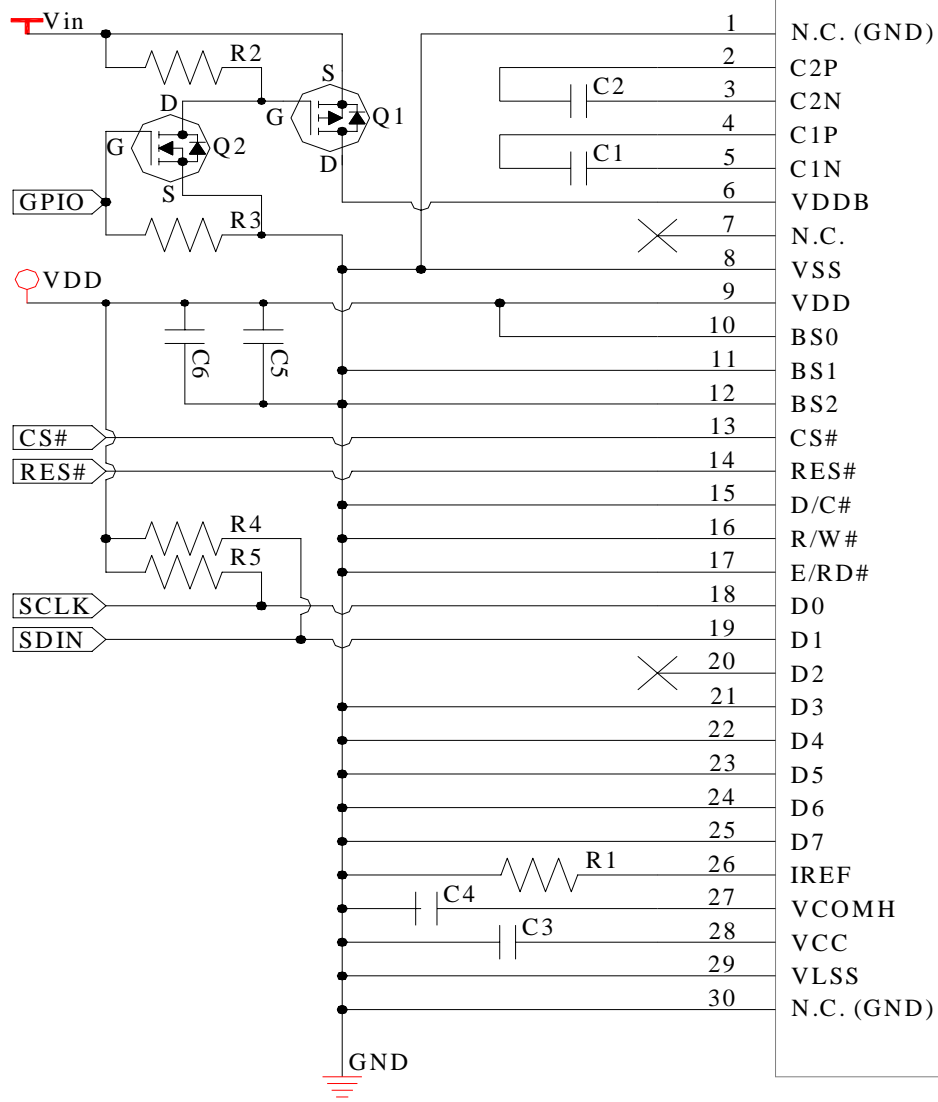 Vin
R2
S
G
Q1
D
D
G
Q2
S
GPIO
R3
VDD
C6
C5
CS#
RES#
R4
R5
SCLK
SDIN
C2
C1
R1
C4
C3
GND
1 N.C. (GND)
2 C2P
3 C2N
4 C1P
5 C1N
6 VDDB
7 N.C.
8 VSS
9 VDD
10 BS0
11 BS1
12 BS2
13 CS#
14 RES#
15 D/C#
16 R/W#
17 E/RD#
18 D0
19 D1
20 D2
21 D3
22 D4
23 D5
24 D6
25 D7
26 IREF
27 VCOMH
28 VCC
29 VLSS
30 N.C. (GND)